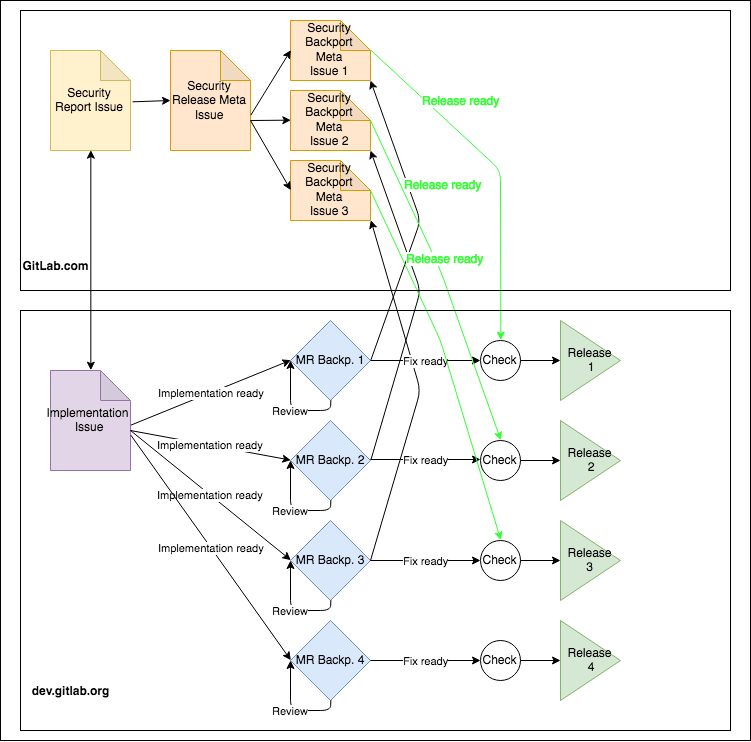 Security
Report Issue
Security
Release Meta
Issue
Security
Backport
Meta
Issue 1
Security
Backport
Meta
Issue 2
Security
Backport
Meta
Issue 3
Release ready
Release ready
Release ready
GitLab.com
Implementation
Issue
Implementation ready
Implementation ready
Implementation ready
Implementation ready
MR Backp. 1
Review
Fix ready
Check
Release
1
MR Backp. 2
Review
Fix ready
Check
Release
2
MR Backp. 3
Review
Fix ready
Check
Release
3
MR Backp. 4
Review
Fix ready
Check
Release
4
dev.gitlab.org